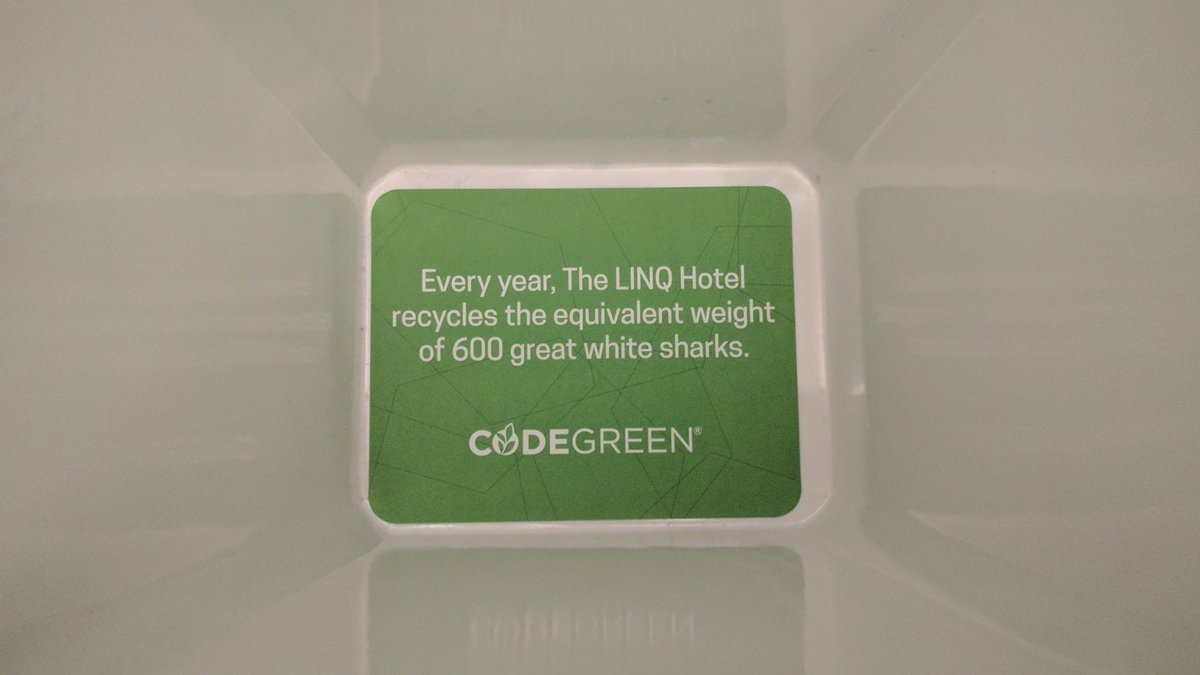 Every year, The LINQ Hotel
recycles the equivalent weight
of 600 great white sharks.
CODEGREEN®